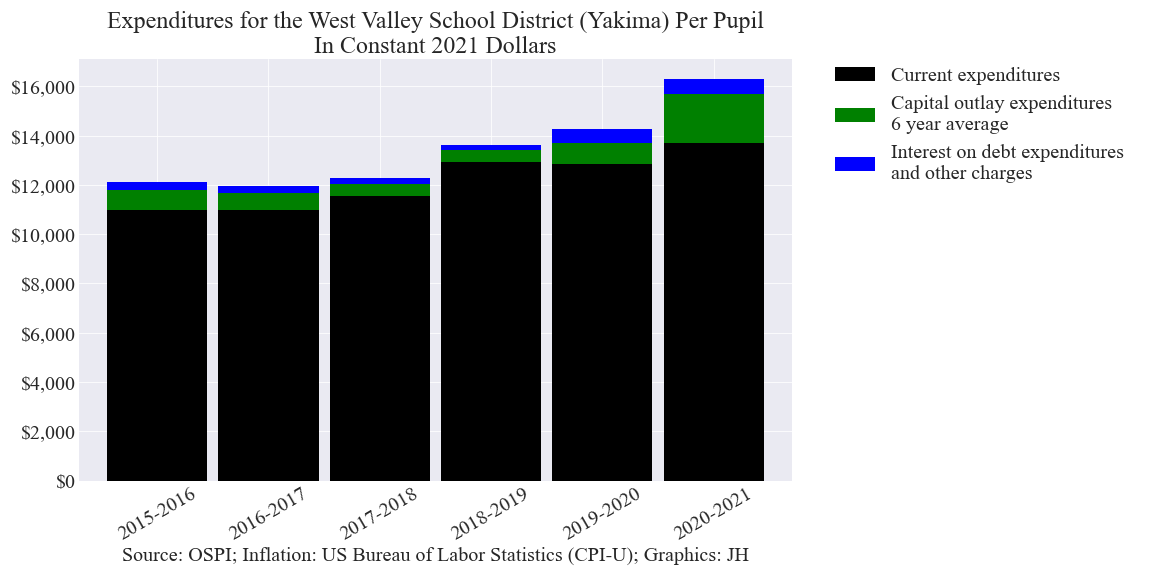 Expenditures for the West Valley School District (Yakima) Per Pupil
In Constant 2021 Dollars
$16,000
$14,000
$12,000
$10,000
$8,000
$6,000
$4,000
$2,000
$0
2015-2016
2016-2017
2017-2018
2018-2019
2019-2020
2020-2021
Source: OSPI; Inflation: US Bureau of Labor Statistics (CPI-U); Graphics: JH
Current expenditures
Capital outlay expenditures
6 year average
Interest on debt expenditures
and other charges